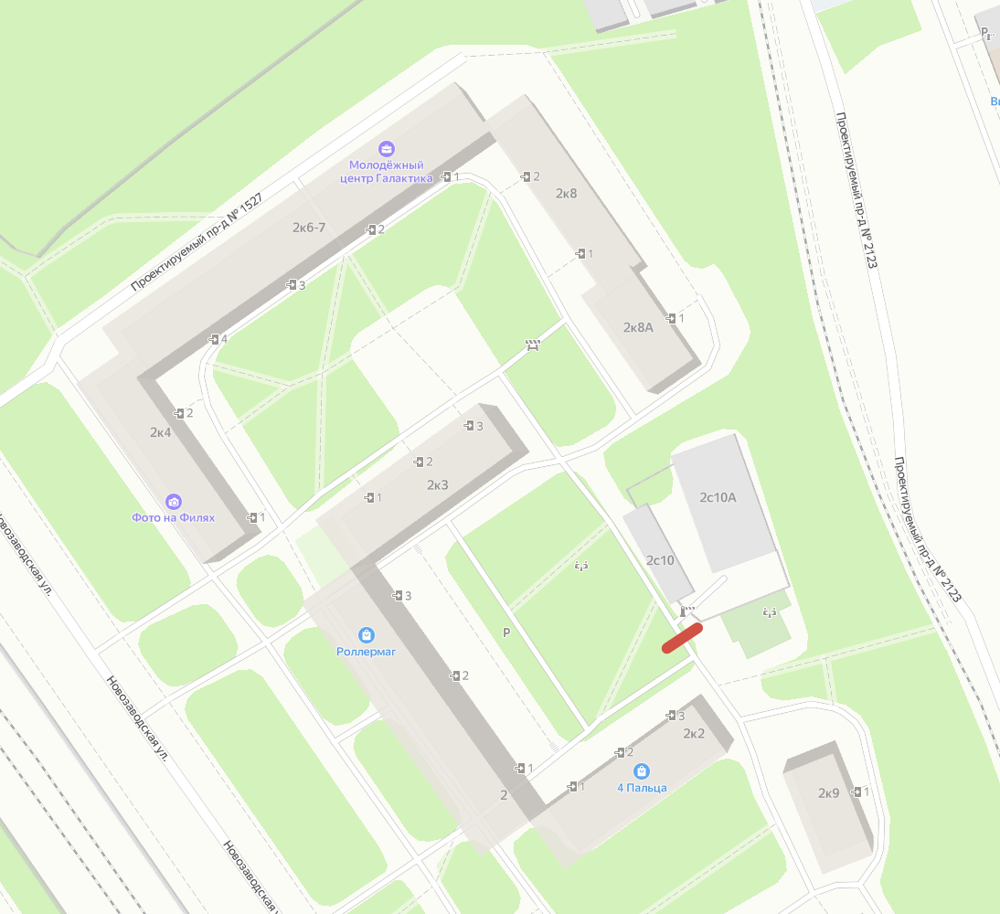 P
Ви
Проектируемый пр-д № 2123
Молодёжный
центр Галактика
1
2
2к8
Проектируемый пр-д № 1527
2к6-7
2
1
3
2к8А
1
4
2
2к4
3
2
2к3
1
Проектируемый пр-д № 2123
Фото на Филях
1
2с10А
Новозаводская ул.
2с10
3
P
Роллермаг
2
Новозаводская ул.
3
2к2
2
1
4 Пальца
1
2
2к9
1
Новозаводская ул.